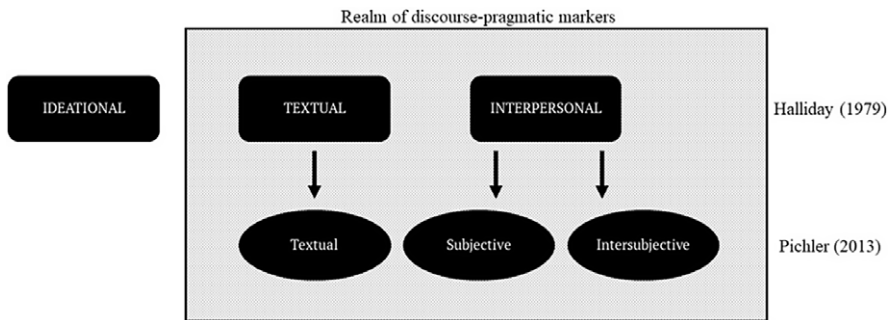 Realm of discourse-pragmatic markers
IDEATIONAL
TEXTUAL
INTERPERSONAL
Halliday (1979)
Textual
Subjective
Intersubjective
Pichler (2013)